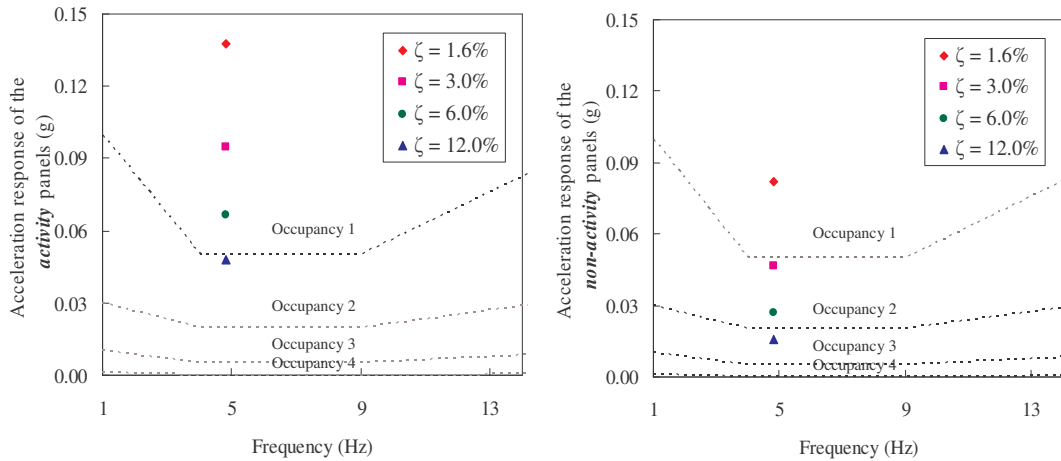 Acceleration response of the
activity panels (g)
0.15
0.12
0.09
0.06
0.03
0.00
ζ = 1.6%
ζ = 3.0%
ζ = 6.0%
ζ = 12.0%
Occupancy 1
Occupancy 2
Occupancy 3
Occupancy 4
1
5
9
13
Frequency (Hz)
Acceleration response of the
non-activity panels (g)
0.15
0.12
0.09
0.06
0.03
0.00
ζ = 1.6%
ζ = 3.0%
ζ = 6.0%
ζ = 12.0%
Occupancy 1
Occupancy 2
Occupancy 3
Occupancy 4
1
5
9
13
Frequency (Hz)